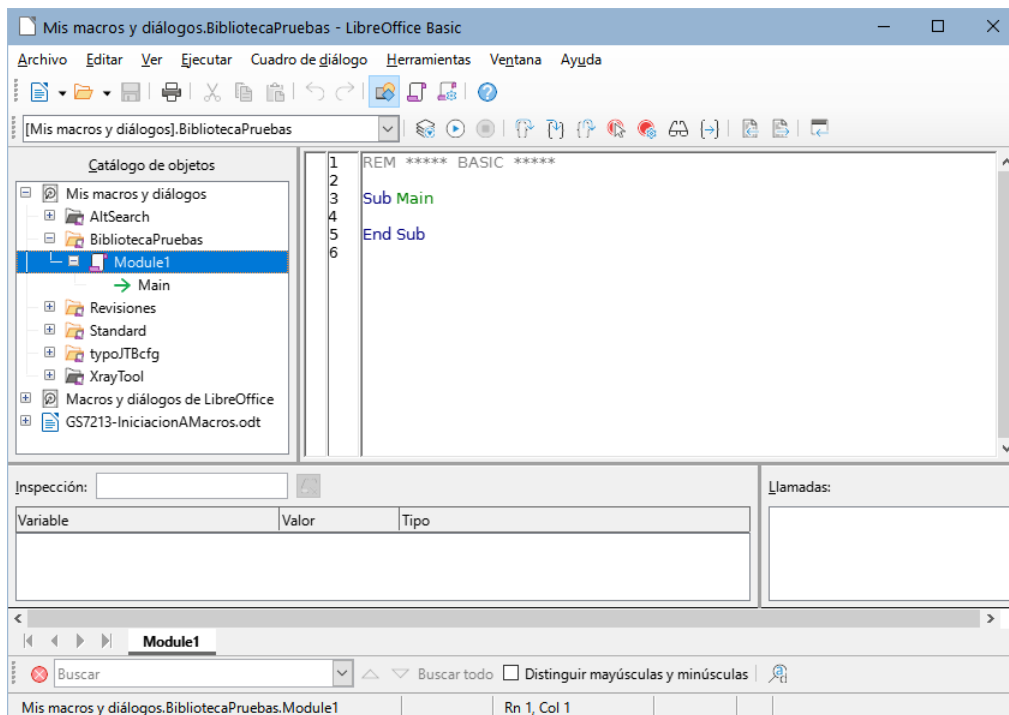 Mis macros y diálogos.BibliotecaPruebas - LibreOffice Basic
Archivo Editar Ver Ejecutar Cuadro de diálogo Herramientas Ventana Ayuda
[Mis macros y diálogos].BibliotecaPruebas
Catálogo de objetos
Mis macros y diálogos
AltSearch
BibliotecaPruebas
Module1
Main
Revisiones
Standard
typoJTBcfg
XrayTool
Macros y diálogos de LibreOffice
GS7213-IniciacionAMacros.odt
1 REM ***** BASIC *****
2
3 Sub Main
4
5 End Sub
6
Inspección:
Llamadas:
Variable Valor Tipo
Module1
Buscar Buscar todo Distinguir mayúsculas y minúsculas
Mis macros y diálogos.BibliotecaPruebas.Module1 Rn 1, Col 1